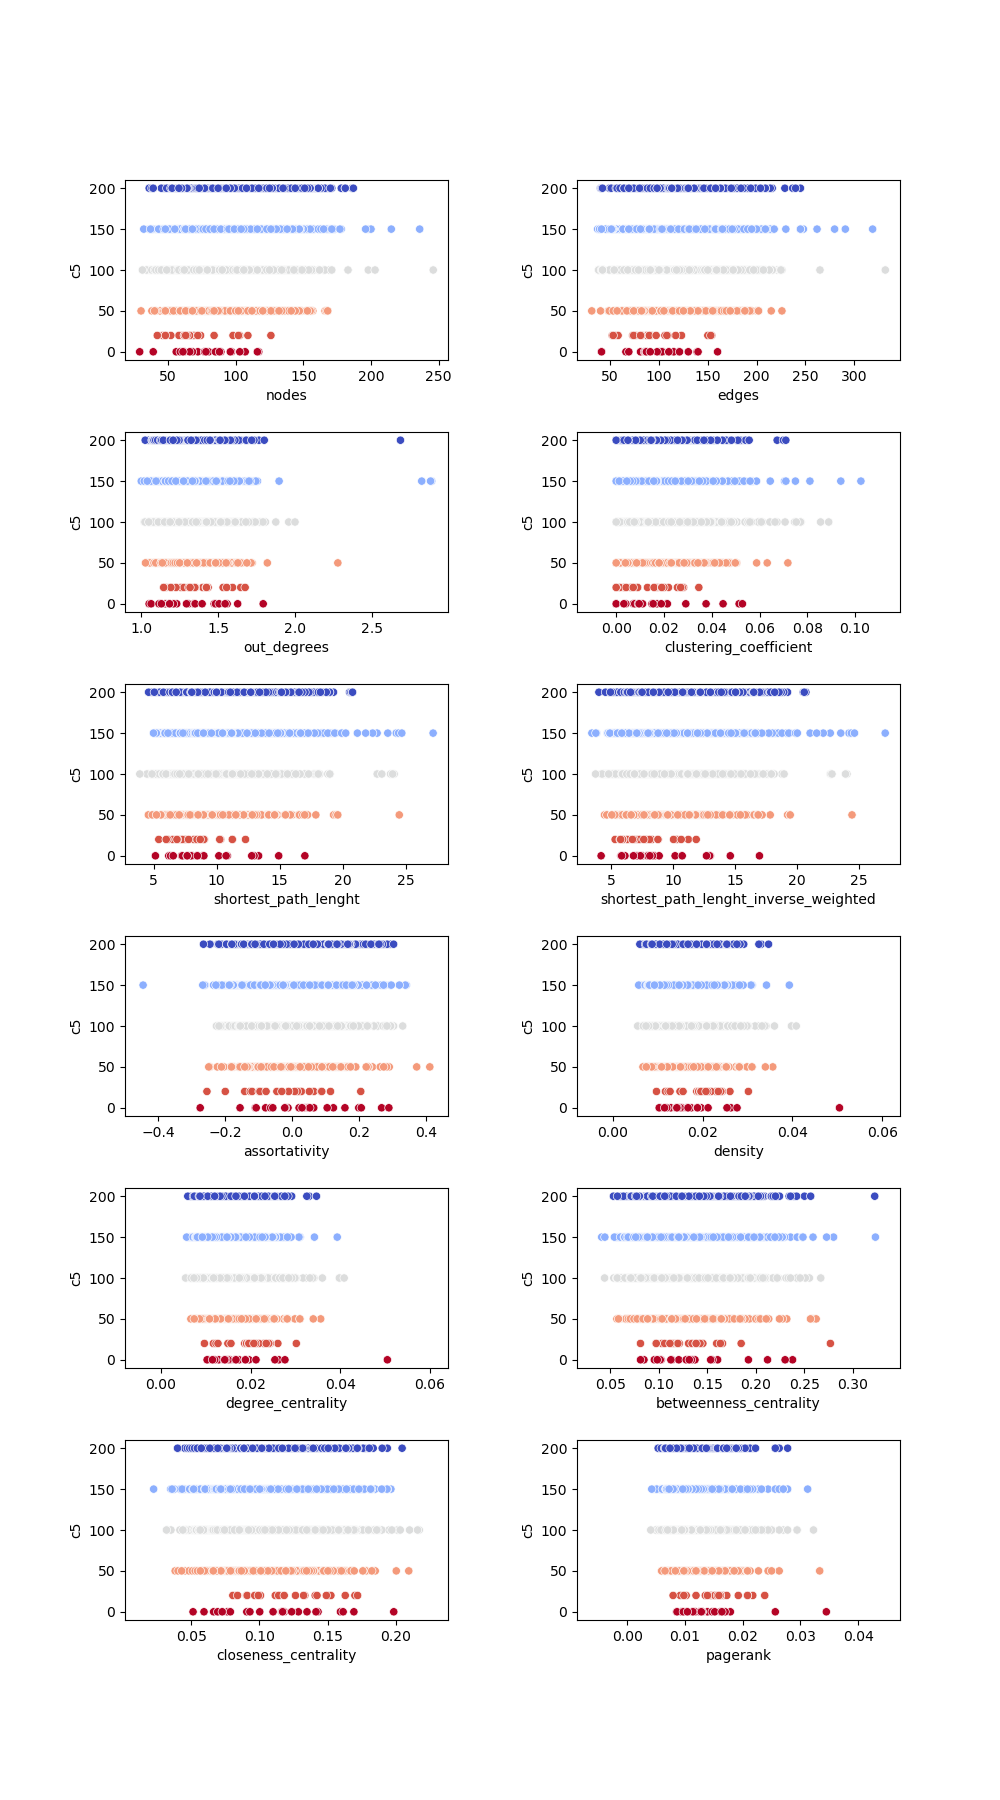 200
150
100
50
0
c5
50 100 150 200 250
nodes
200
150
100
50
0
c5
50 100 150 200 250 300
edges
200
150
100
50
0
c5
1.0 1.5 2.0 2.5
out_degrees
200
150
100
50
0
c5
0.00 0.02 0.04 0.06 0.08 0.10
clustering_coefficient
200
150
100
50
0
c5
5 10 15 20 25
shortest_path_lenght
200
150
100
50
0
c5
5 10 15 20 25
shortest_path_lenght_inverse_weighted
200
150
100
50
0
c5
−0.4 −0.2 0.0 0.2 0.4
assortativity
200
150
100
50
0
c5
0.00 0.02 0.04 0.06
density
200
150
100
50
0
c5
0.00 0.02 0.04 0.06
degree_centrality
200
150
100
50
0
c5
0.05 0.10 0.15 0.20 0.25 0.30
betweenness_centrality
200
150
100
50
0
c5
0.05 0.10 0.15 0.20
closeness_centrality
200
150
100
50
0
c5
0.00 0.01 0.02 0.03 0.04
pagerank